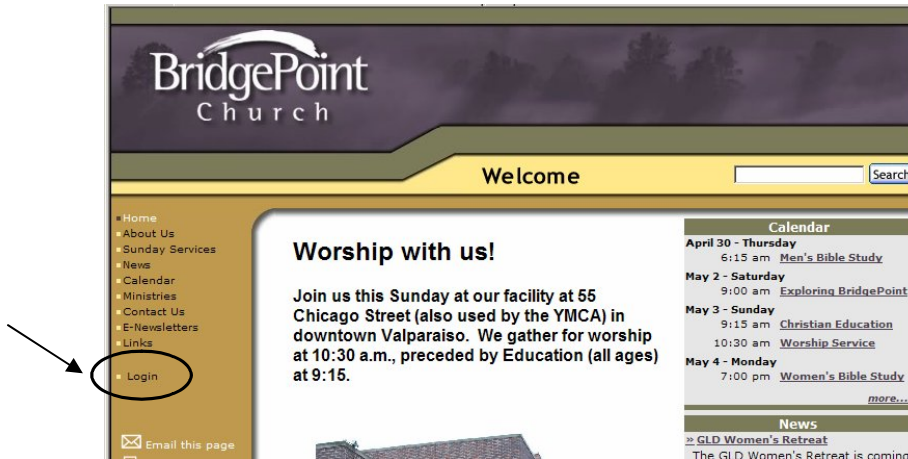 BridgePoint
Church
Welcome
Search
Home
About Us
Sunday Services
News
Calendar
Ministries
Contact Us
E-Newsletters
Links
Login
Email this page
Worship with us!
Join us this Sunday at our facility at 55
Chicago Street (also used by the YMCA) in
downtown Valparaiso.  We gather for worship
at 10:30 a.m., preceded by Education (all ages)
at 9:15.
Calendar
April 30 - Thursday
6:15 am Men's Bible Study
May 2 - Saturday
9:00 am Exploring BridgePoint
May 3 - Sunday
9:15 am Christian Education
10:30 am Worship Service
May 4 - Monday
7:00 pm Women's Bible Study
more...
News
» GLD Women's Retreat
The GLD Women's Retreat is coming